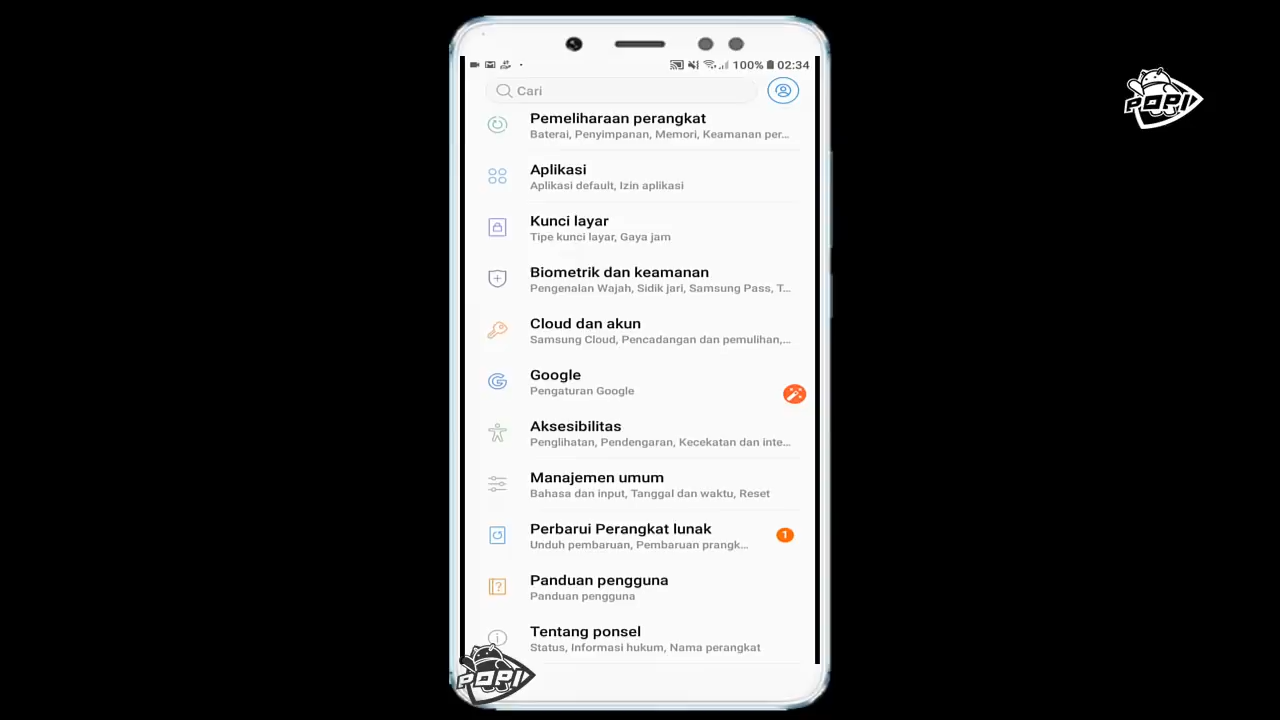 100% 02:34
Cari
POPI
Pemeliharaan perangkat
Baterai, Penyimpanan, Memori, Keamanan per...
Aplikasi
Aplikasi default, Izin aplikasi
Kunci layar
Tipe kunci layar, Gaya jam
Biometrik dan keamanan
Pengenalan Wajah, Sidik jari, Samsung Pass, T...
Cloud dan akun
Samsung Cloud, Pencadangan dan pemulihan,...
Google
Pengaturan Google
Aksesibilitas
Penglihatan, Pendengaran, Kecekatan dan inte...
Manajemen umum
Bahasa dan input, Tanggal dan waktu, Reset
Perbarui Perangkat lunak
1
Unduh pembaruan, Pembaruan prangk...
Panduan pengguna
Panduan pengguna
Tentang ponsel
Status, Informasi hukum, Nama perangkat
POPI